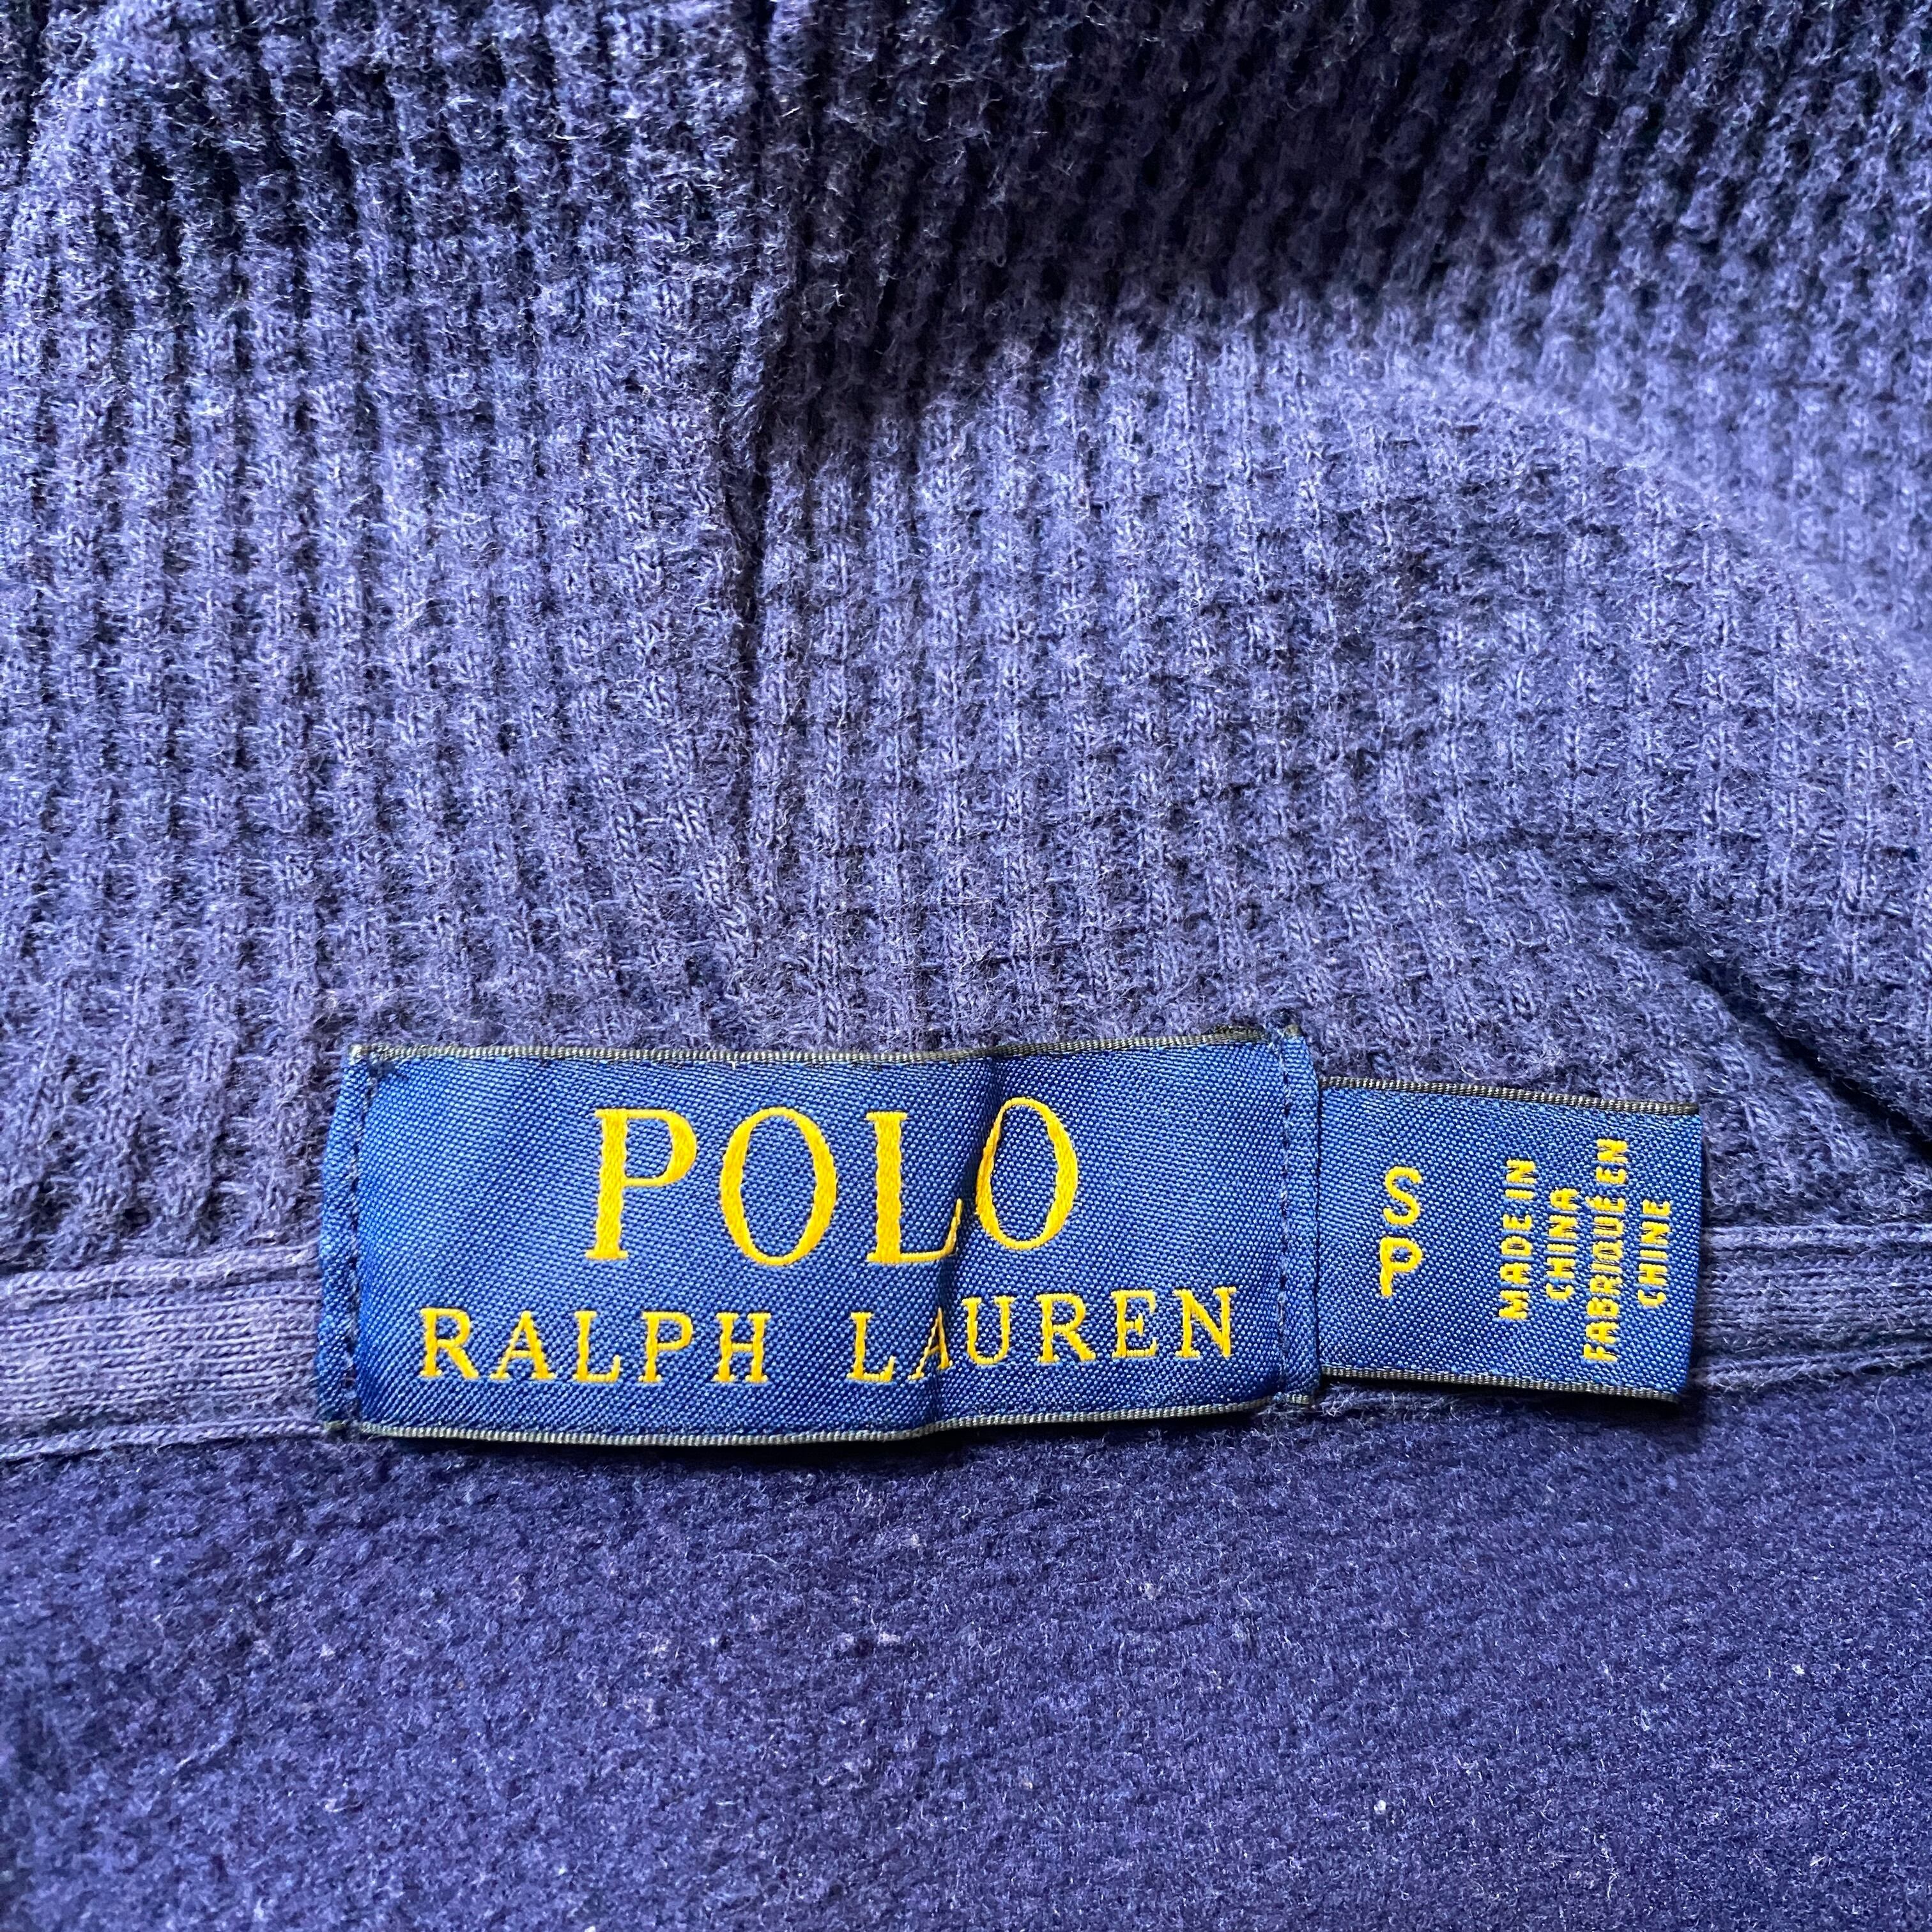 POLO
RALPH LAUREN
S
P
MADE IN
CHINA
FABRIQUÉ EN
CHINE